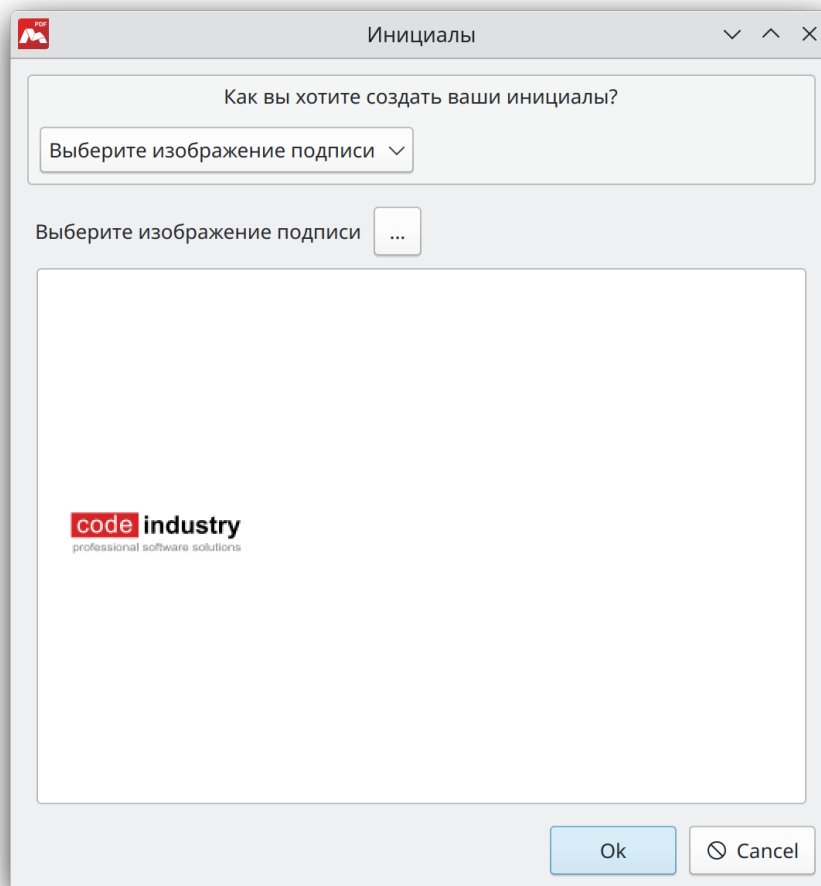 PDF
Инициалы
Как вы хотите создать ваши инициалы?
Выберите изображение подписи
Выберите изображение подписи ...
code industry
professional software solutions
Ok Cancel